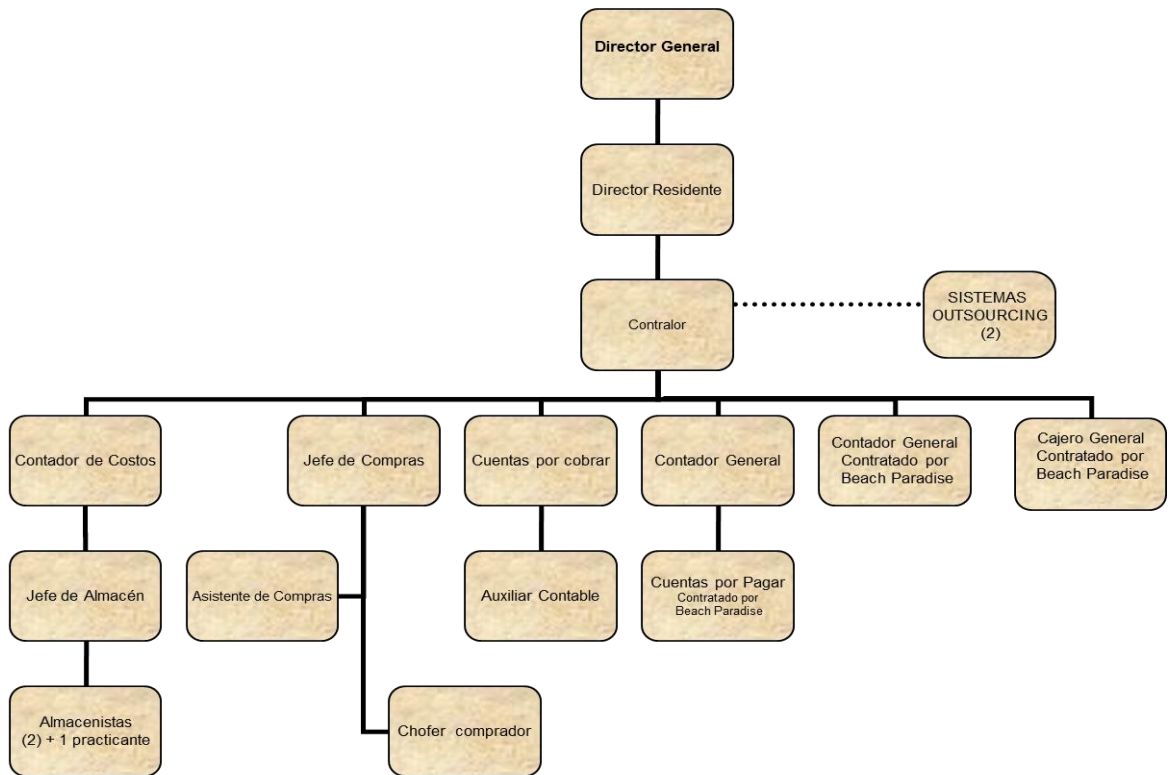 Director General
Director Residente
Contralor
SISTEMAS
OUTSOURCING
(2)
Contador de Costos
Jefe de Compras
Cuentas por cobrar
Contador General
Contador General
Contratado por
Beach Paradise
Cajero General
Contratado por
Beach Paradise
Jefe de Almacén
Asistente de Compras
Auxiliar Contable
Cuentas por Pagar
Contratado por
Beach Paradise
Almacenistas
(2) + 1 practicante
Chofer comprador